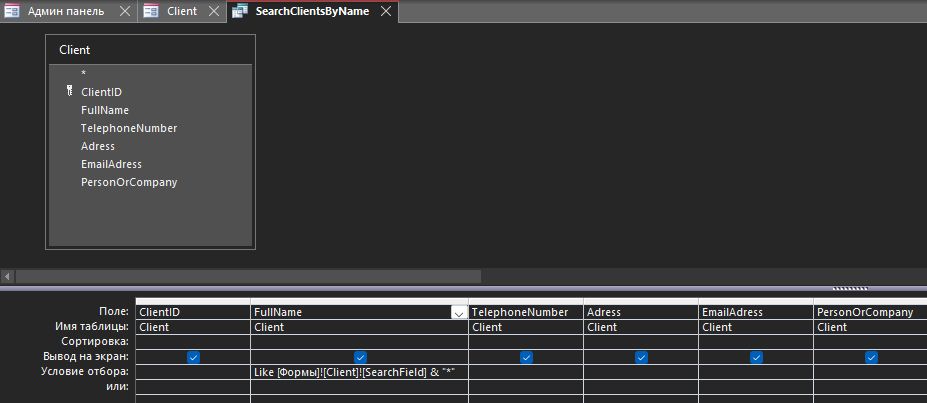 Админ панель Client SearchClientsByName
Client
*
ClientID
FullName
TelephoneNumber
Adress
EmailAdress
PersonOrCompany
Поле: ClientID FullName TelephoneNumber Adress EmailAdress PersonOrCompany
Имя таблицы: Client Client Client Client Client Client
Сортировка:
Вывод на экран:
Условие отбора: Like [Формы]![Client]![SearchField] & "*"
или: